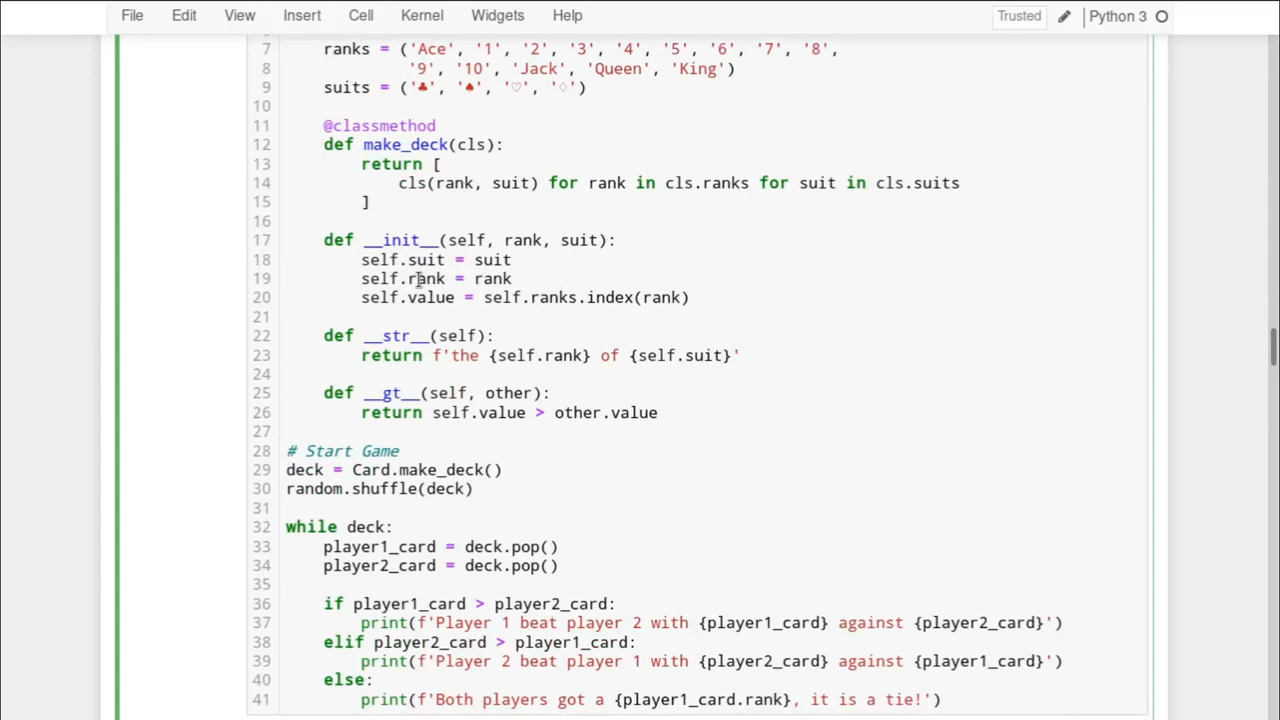 File Edit View Insert Cell Kernel Widgets Help Trusted Python 3
7 ranks = ('Ace', '1', '2', '3', '4', '5', '6', '7', '8',
8 '9', '10', 'Jack', 'Queen', 'King')
9 suits = ('♣', '♠', '♡', '♢')
10
11 @classmethod
12 def make_deck(cls):
13 return [
14 cls(rank, suit) for rank in cls.ranks for suit in cls.suits
15 ]
16
17 def __init__(self, rank, suit):
18 self.suit = suit
19 self.rank = rank
20 self.value = self.ranks.index(rank)
21
22 def __str__(self):
23 return f'the {self.rank} of {self.suit}'
24
25 def __gt__(self, other):
26 return self.value > other.value
27
28 # Start Game
29 deck = Card.make_deck()
30 random.shuffle(deck)
31
32 while deck:
33 player1_card = deck.pop()
34 player2_card = deck.pop()
35
36 if player1_card > player2_card:
37 print(f'Player 1 beat player 2 with {player1_card} against {player2_card}')
38 elif player2_card > player1_card:
39 print(f'Player 2 beat player 1 with {player2_card} against {player1_card}')
40 else:
41 print(f'Both players got a {player1_card.rank}, it is a tie!')